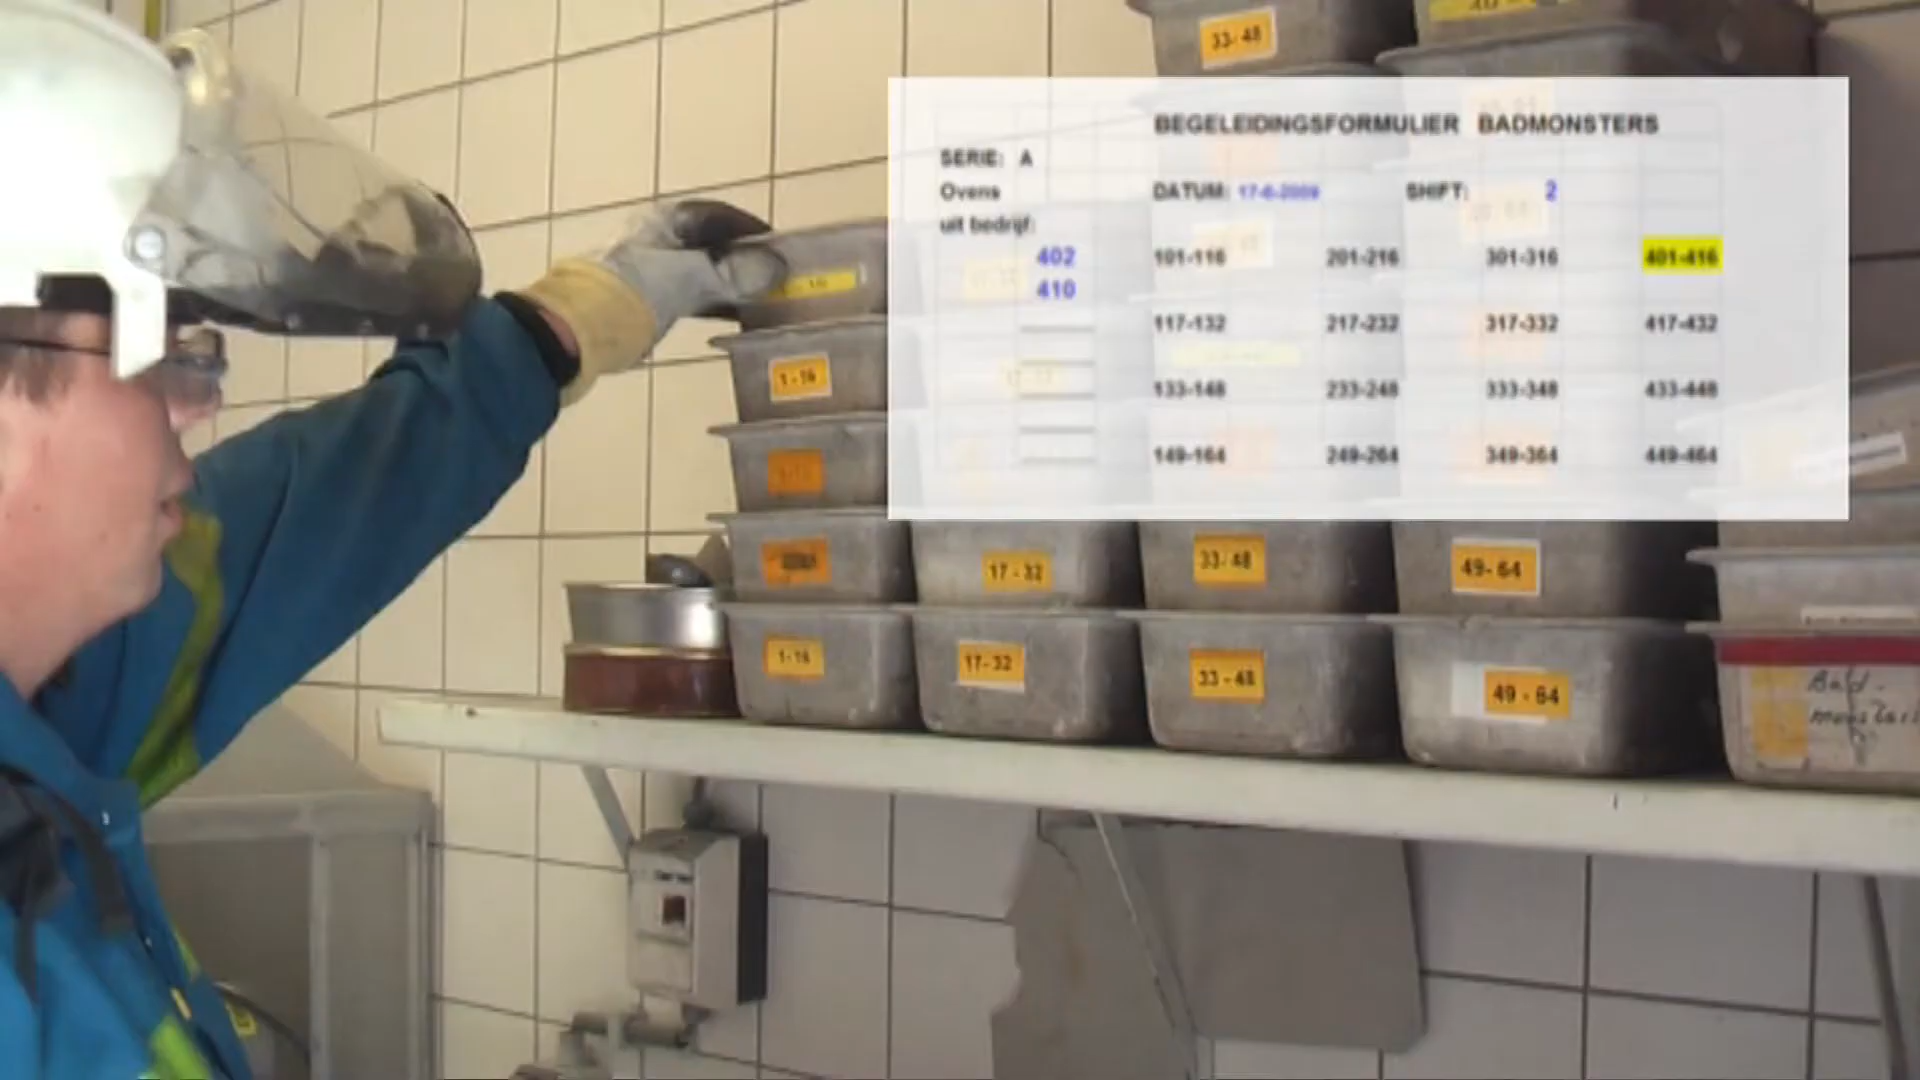 33-48
BEGELEIDINGSFORMULIER BADMONSTERS
SERIE: A
Ovens DATUM: 17-6-2009 SHIFT: 2
uit bedrijf:
402 101-116 201-216 301-316 401-416
410
117-132 217-232 317-332 417-432
133-148 233-248 333-348 433-448
149-164 249-264 349-364 449-464
1-16
17-32 33-48 49-64
1-16 17-32 33-48 49-64
Bad-